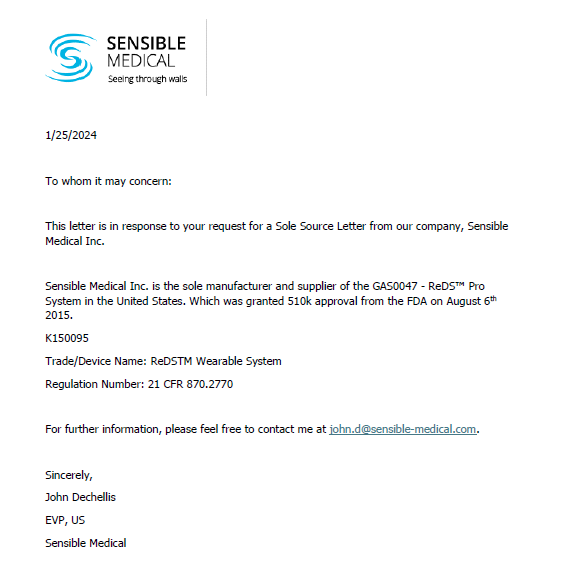 SENSIBLE
MEDICAL
Seeing through walls
1/25/2024
To whom it may concern:
This letter is in response to your request for a Sole Source Letter from our company, Sensible
Medical Inc.
Sensible Medical Inc. is the sole manufacturer and supplier of the GAS0047 - ReDS™ Pro
System in the United States. Which was granted 510k approval from the FDA on August 6th
2015.
K150095
Trade/Device Name: ReDSTM Wearable System
Regulation Number: 21 CFR 870.2770
For further information, please feel free to contact me at john.d@sensible-medical.com.
Sincerely,
John Dechellis
EVP, US
Sensible Medical